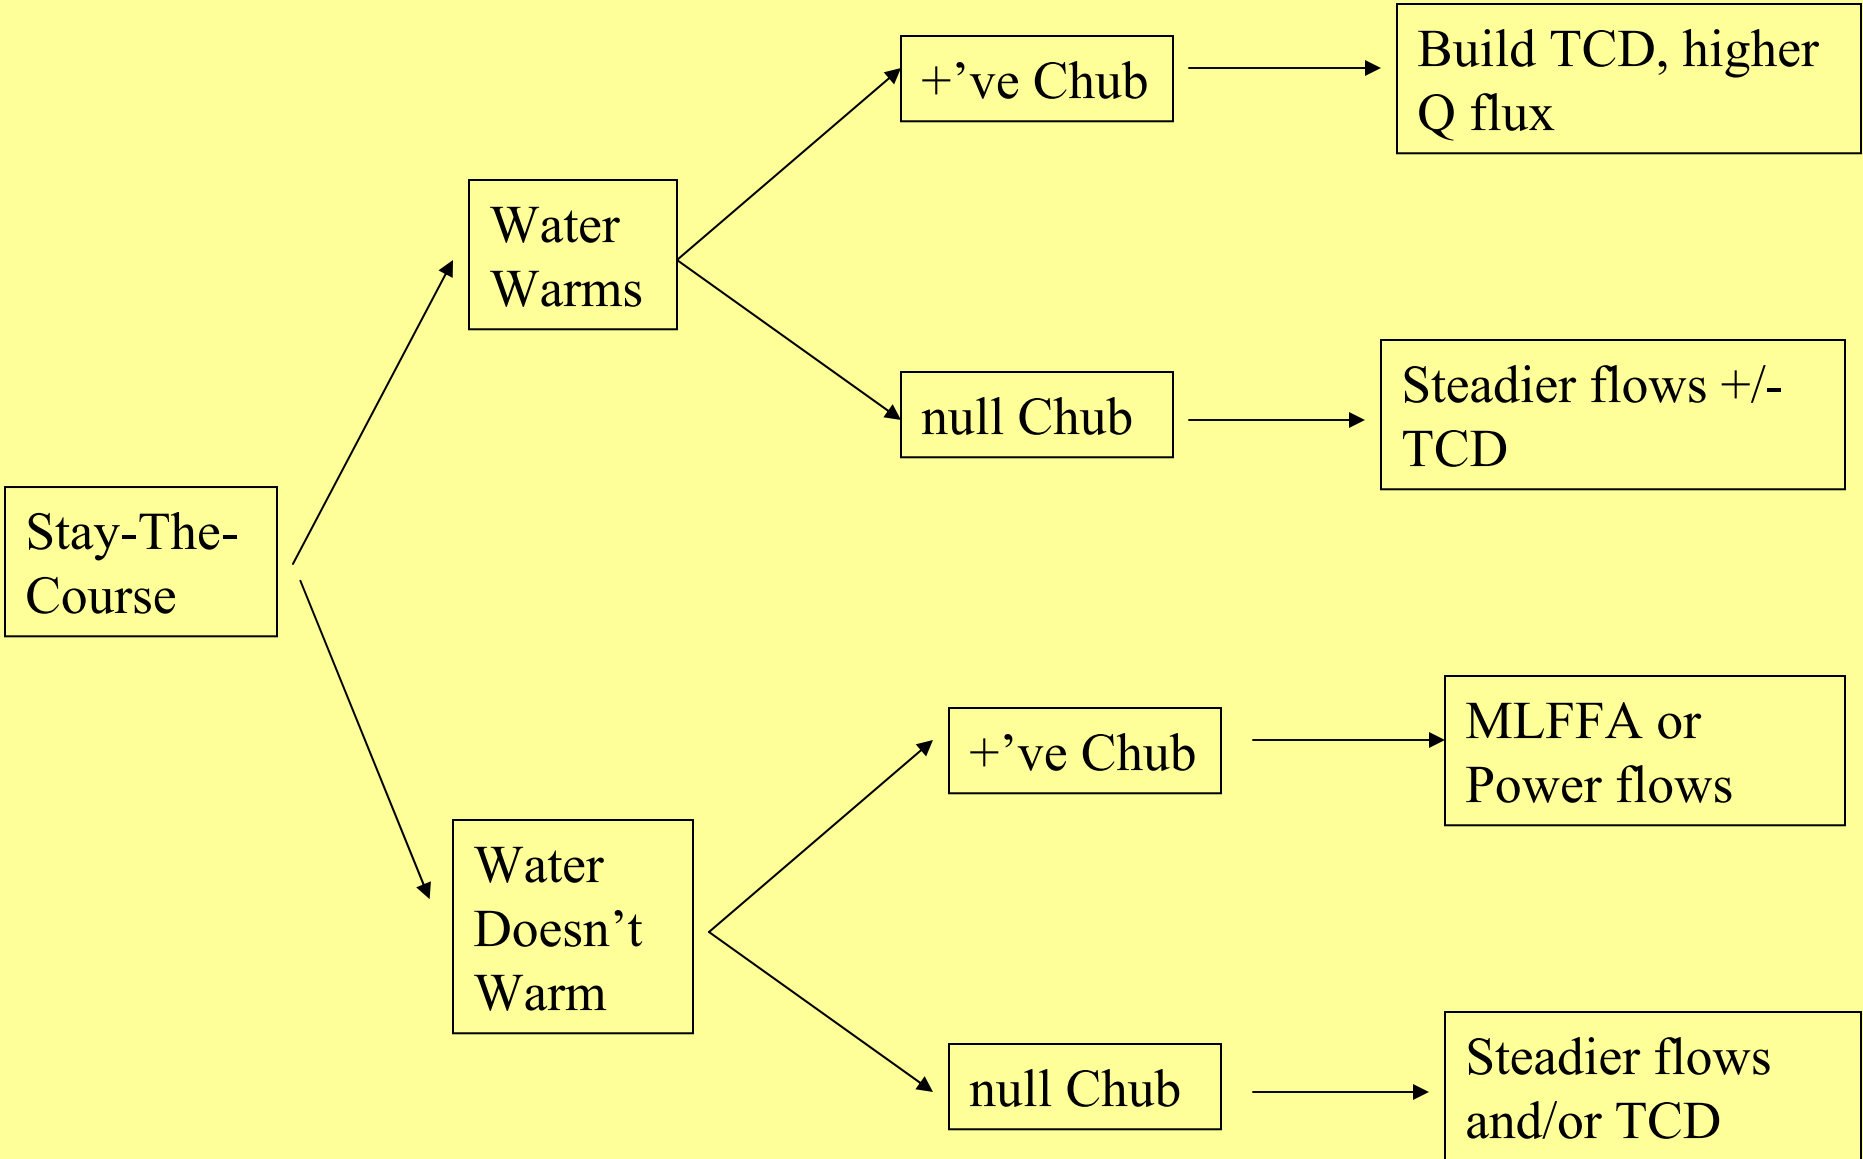 +’ve Chub
Build TCD, higher
Q flux
Water
Warms
null Chub
Steadier flows +/-
TCD
Stay-The-
Course
+’ve Chub
MLFFA or
Power flows
Water
Doesn’t
Warm
null Chub
Steadier flows
and/or TCD